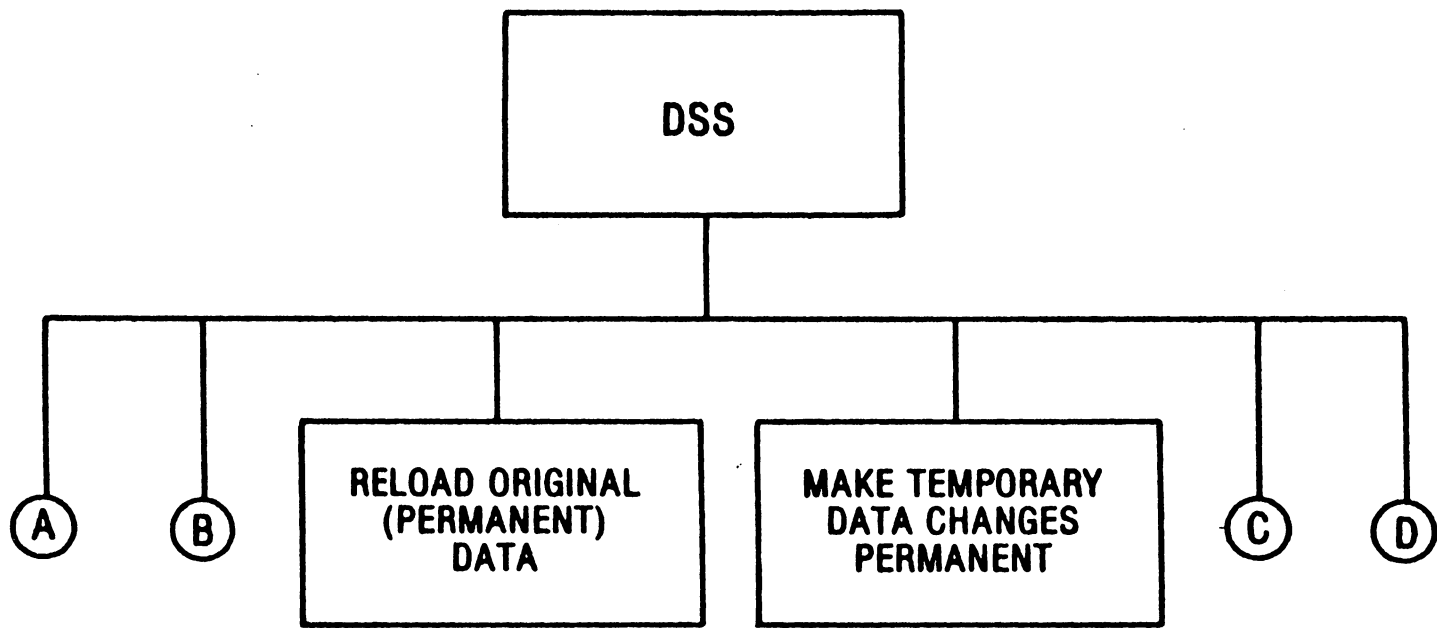 DSS
A
B
RELOAD ORIGINAL
(PERMANENT)
DATA
MAKE TEMPORARY
DATA CHANGES
PERMANENT
C
D